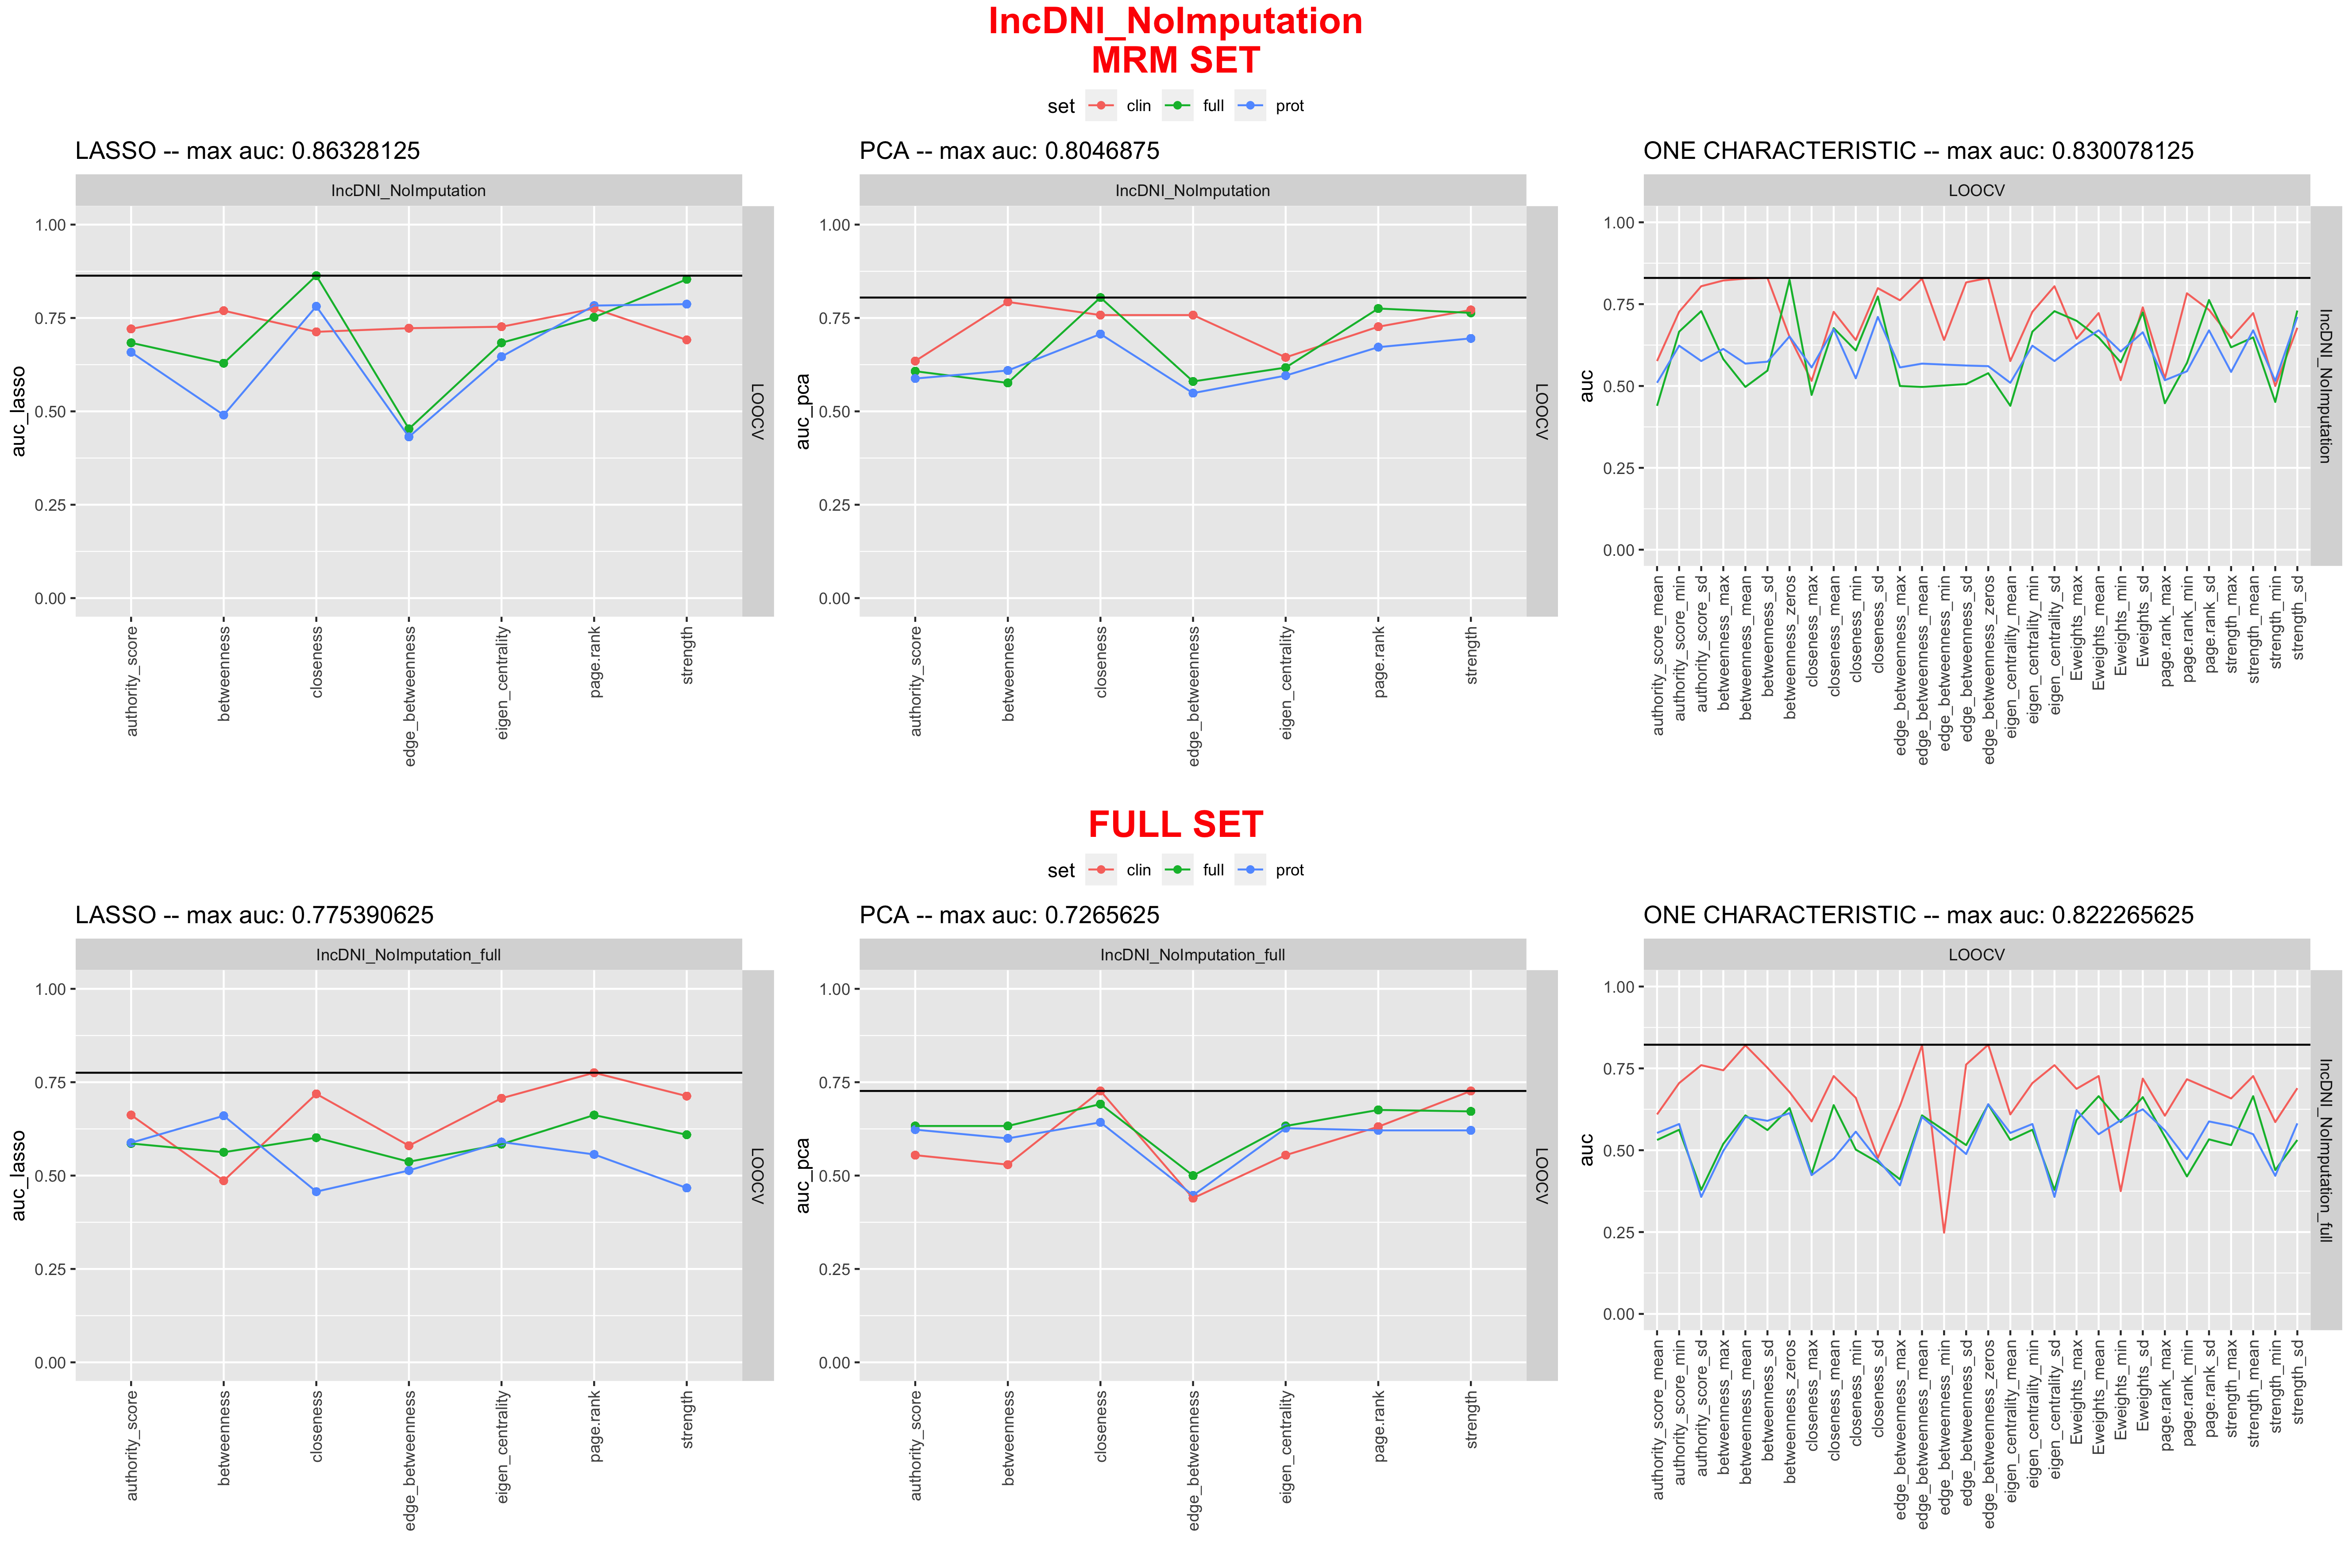 IncDNI_NoImputation
MRM SET
set clin full prot
LASSO -- max auc: 0.86328125
IncDNI_NoImputation
auc_lasso
1.00
0.75
0.50
0.25
0.00
LOOCV
authority_score
betweenness
closeness
edge_betweenness
eigen_centrality
page.rank
strength
PCA -- max auc: 0.8046875
IncDNI_NoImputation
auc_pca
1.00
0.75
0.50
0.25
0.00
LOOCV
authority_score
betweenness
closeness
edge_betweenness
eigen_centrality
page.rank
strength
ONE CHARACTERISTIC -- max auc: 0.830078125
LOOCV
auc
1.00
0.75
0.50
0.25
0.00
IncDNI_NoImputation
authority_score_mean
authority_score_min
authority_score_sd
betweenness_max
betweenness_mean
betweenness_sd
betweenness_zeros
closeness_max
closeness_mean
closeness_min
closeness_sd
edge_betweenness_max
edge_betweenness_mean
edge_betweenness_min
edge_betweenness_sd
edge_betweenness_zeros
eigen_centrality_mean
eigen_centrality_min
eigen_centrality_sd
Eweights_max
Eweights_mean
Eweights_min
Eweights_sd
page.rank_max
page.rank_min
page.rank_sd
strength_max
strength_mean
strength_min
strength_sd
FULL SET
set clin full prot
LASSO -- max auc: 0.775390625
IncDNI_NoImputation_full
auc_lasso
1.00
0.75
0.50
0.25
0.00
LOOCV
authority_score
betweenness
closeness
edge_betweenness
eigen_centrality
page.rank
strength
PCA -- max auc: 0.7265625
IncDNI_NoImputation_full
auc_pca
1.00
0.75
0.50
0.25
0.00
LOOCV
authority_score
betweenness
closeness
edge_betweenness
eigen_centrality
page.rank
strength
ONE CHARACTERISTIC -- max auc: 0.822265625
LOOCV
auc
1.00
0.75
0.50
0.25
0.00
IncDNI_NoImputation_full
authority_score_mean
authority_score_min
authority_score_sd
betweenness_max
betweenness_mean
betweenness_sd
betweenness_zeros
closeness_max
closeness_mean
closeness_min
closeness_sd
edge_betweenness_max
edge_betweenness_mean
edge_betweenness_min
edge_betweenness_sd
edge_betweenness_zeros
eigen_centrality_mean
eigen_centrality_min
eigen_centrality_sd
Eweights_max
Eweights_mean
Eweights_min
Eweights_sd
page.rank_max
page.rank_min
page.rank_sd
strength_max
strength_mean
strength_min
strength_sd